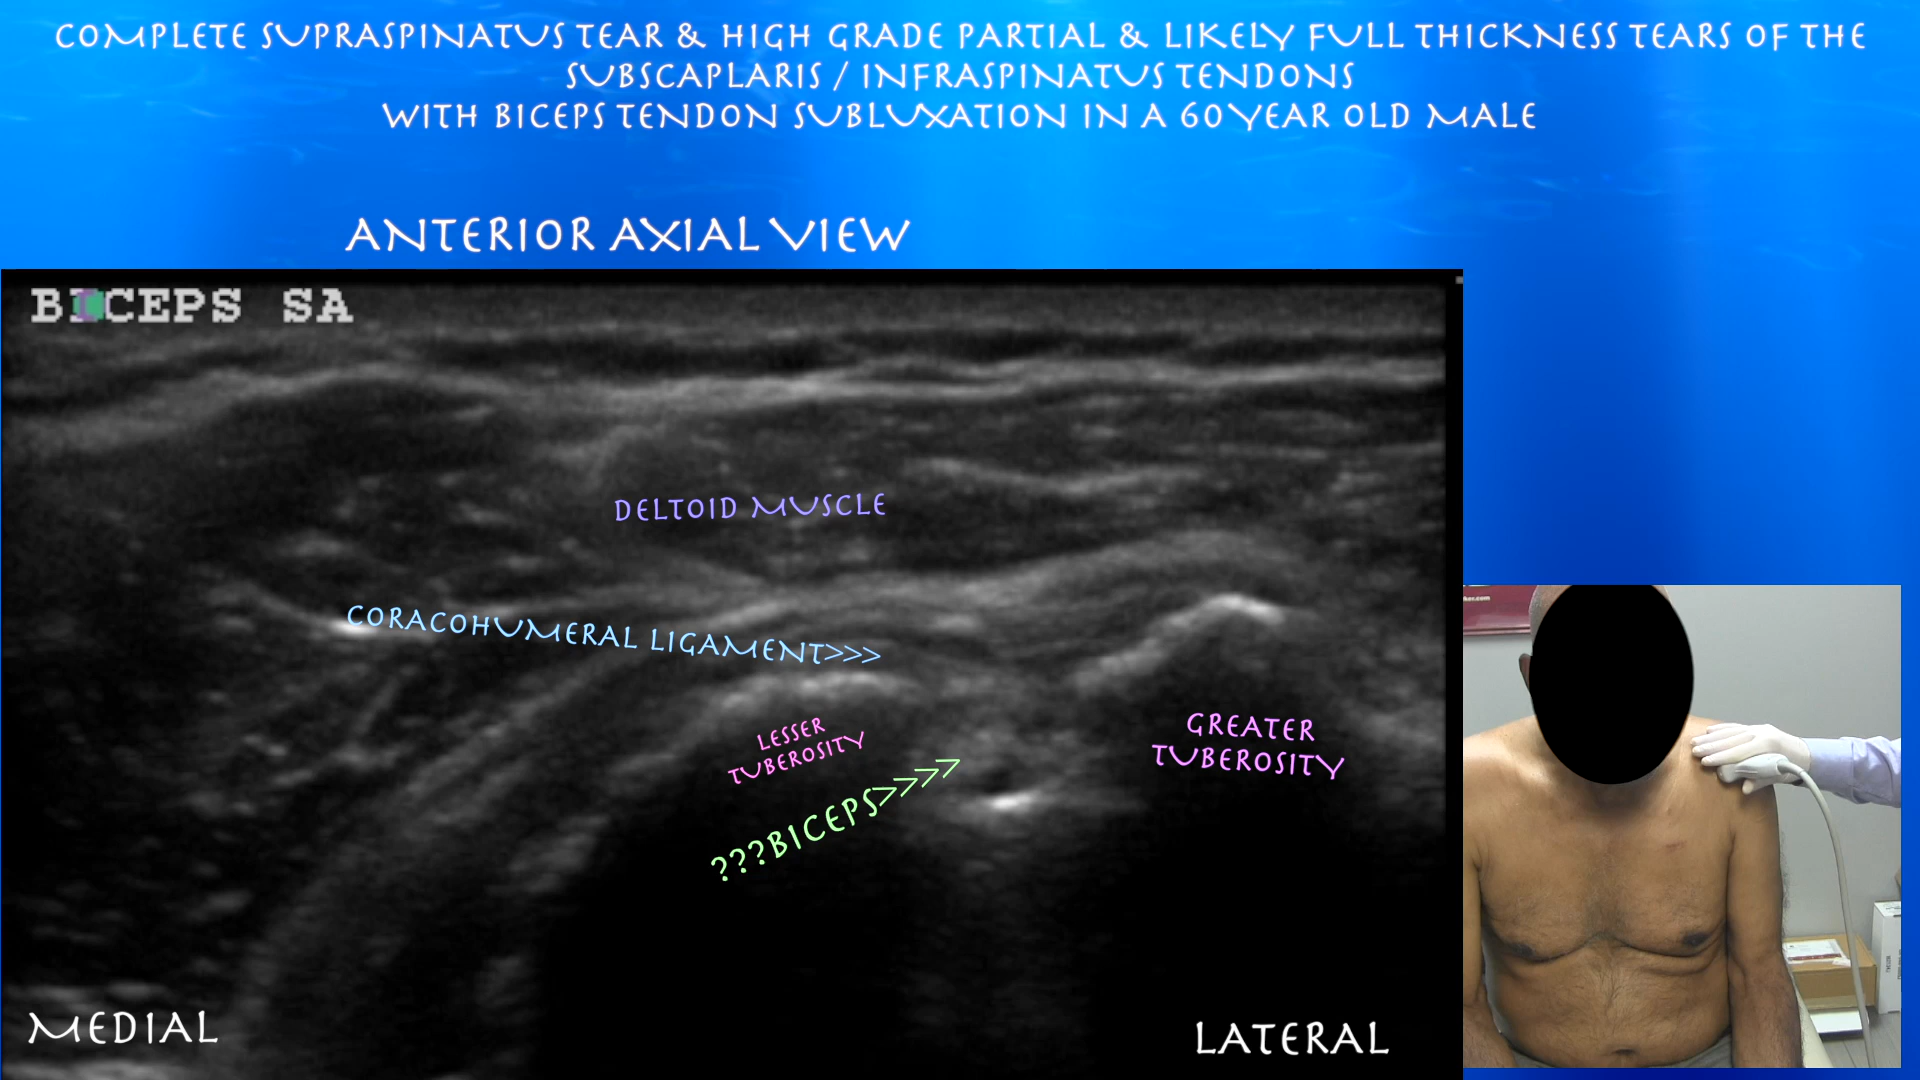 COMPLETE SUPRASPINATUS TEAR & HIGH GRADE PARTIAL & LIKELY FULL THICKNESS TEARS OF THE
SUBSCAPLARIS / INFRASPINATUS TENDONS
WITH BICEPS TENDON SUBLUXATION IN A 60 YEAR OLD MALE
ANTERIOR AXIAL VIEW
BICEPS SA
DELTOID MUSCLE
CORACOHUMERAL LIGAMENT>>>
LESSER
TUBEROSITY
GREATER
TUBEROSITY
???BICEPS>>>>>
MEDIAL
LATERAL